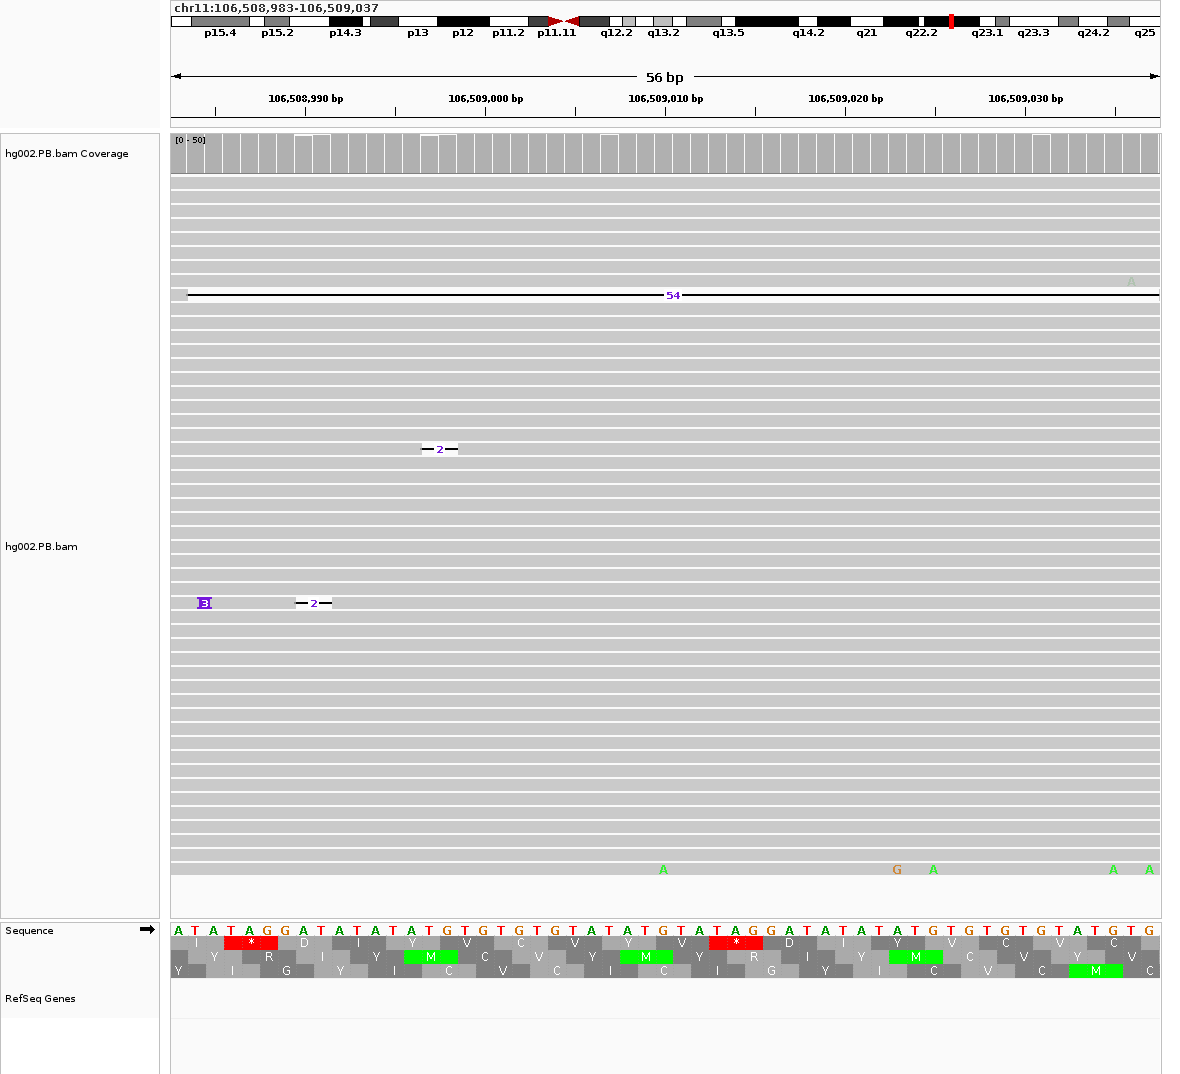 chr11:106,508,983-106,509,037
p15.4 p15.2 p14.3 p13 p12 p11.2 p11.11 q12.2 q13.2 q13.5 q14.2 q21 q22.2 q23.1 q23.3 q24.2 q25
56 bp
106,508,990 bp 106,509,000 bp 106,509,010 bp 106,509,020 bp 106,509,030 bp
[0 - 50]
hg002.PB.bam Coverage
A
54
2
hg002.PB.bam
3 2
A G A A A
Sequence
A T A T A G G A T A T A T A T G T G T G T G T A T A T G T A T A G G A T A T A T A T G T G T G T G T A T G T G
I * D I Y V C V Y V * D I Y V C V C
Y R I Y M C V Y M Y R I Y M C V Y V
Y I G Y I C V C I C I G Y I C V C M C
RefSeq Genes